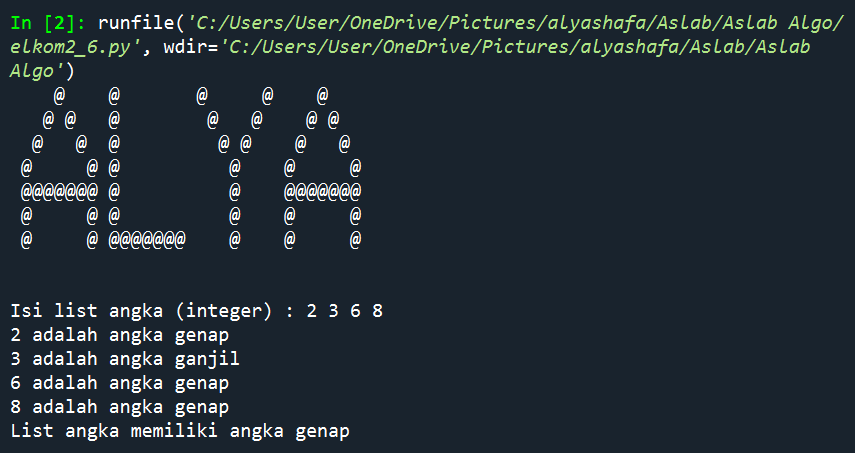 In [2]: runfile('C:/Users/User/OneDrive/Pictures/alyashafa/Aslab/Aslab Algo/
elkom2_6.py', wdir='C:/Users/User/OneDrive/Pictures/alyashafa/Aslab/Aslab
Algo')
    @    @       @     @    @
   @ @   @        @   @    @ @
  @   @  @         @ @    @   @
 @     @ @          @    @     @
 @@@@@@@ @          @    @@@@@@@
 @     @ @          @    @     @
 @     @ @@@@@@@    @    @     @
Isi list angka (integer) : 2 3 6 8
2 adalah angka genap
3 adalah angka ganjil
6 adalah angka genap
8 adalah angka genap
List angka memiliki angka genap